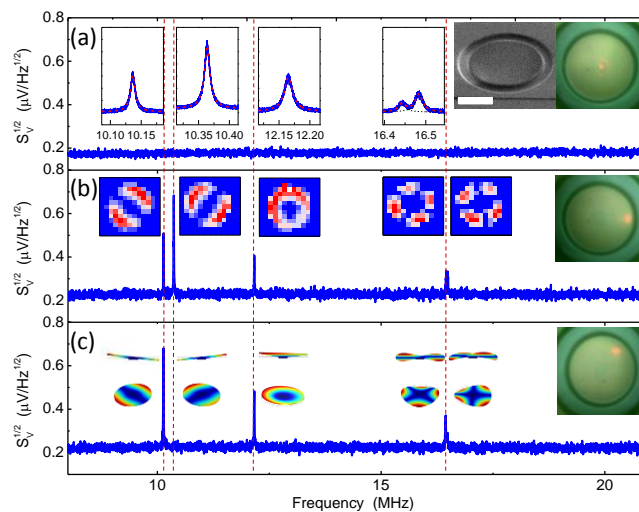 (a)
S_V^{1/2} (μV/Hz^{1/2})
0.8
0.6
0.4
0.2
10.10 10.15
10.35 10.40
12.15 12.20
16.4 16.5
(b)
S_V^{1/2} (μV/Hz^{1/2})
0.8
0.6
0.4
0.2
(c)
S_V^{1/2} (μV/Hz^{1/2})
0.8
0.6
0.4
0.2
10 15 20
Frequency (MHz)